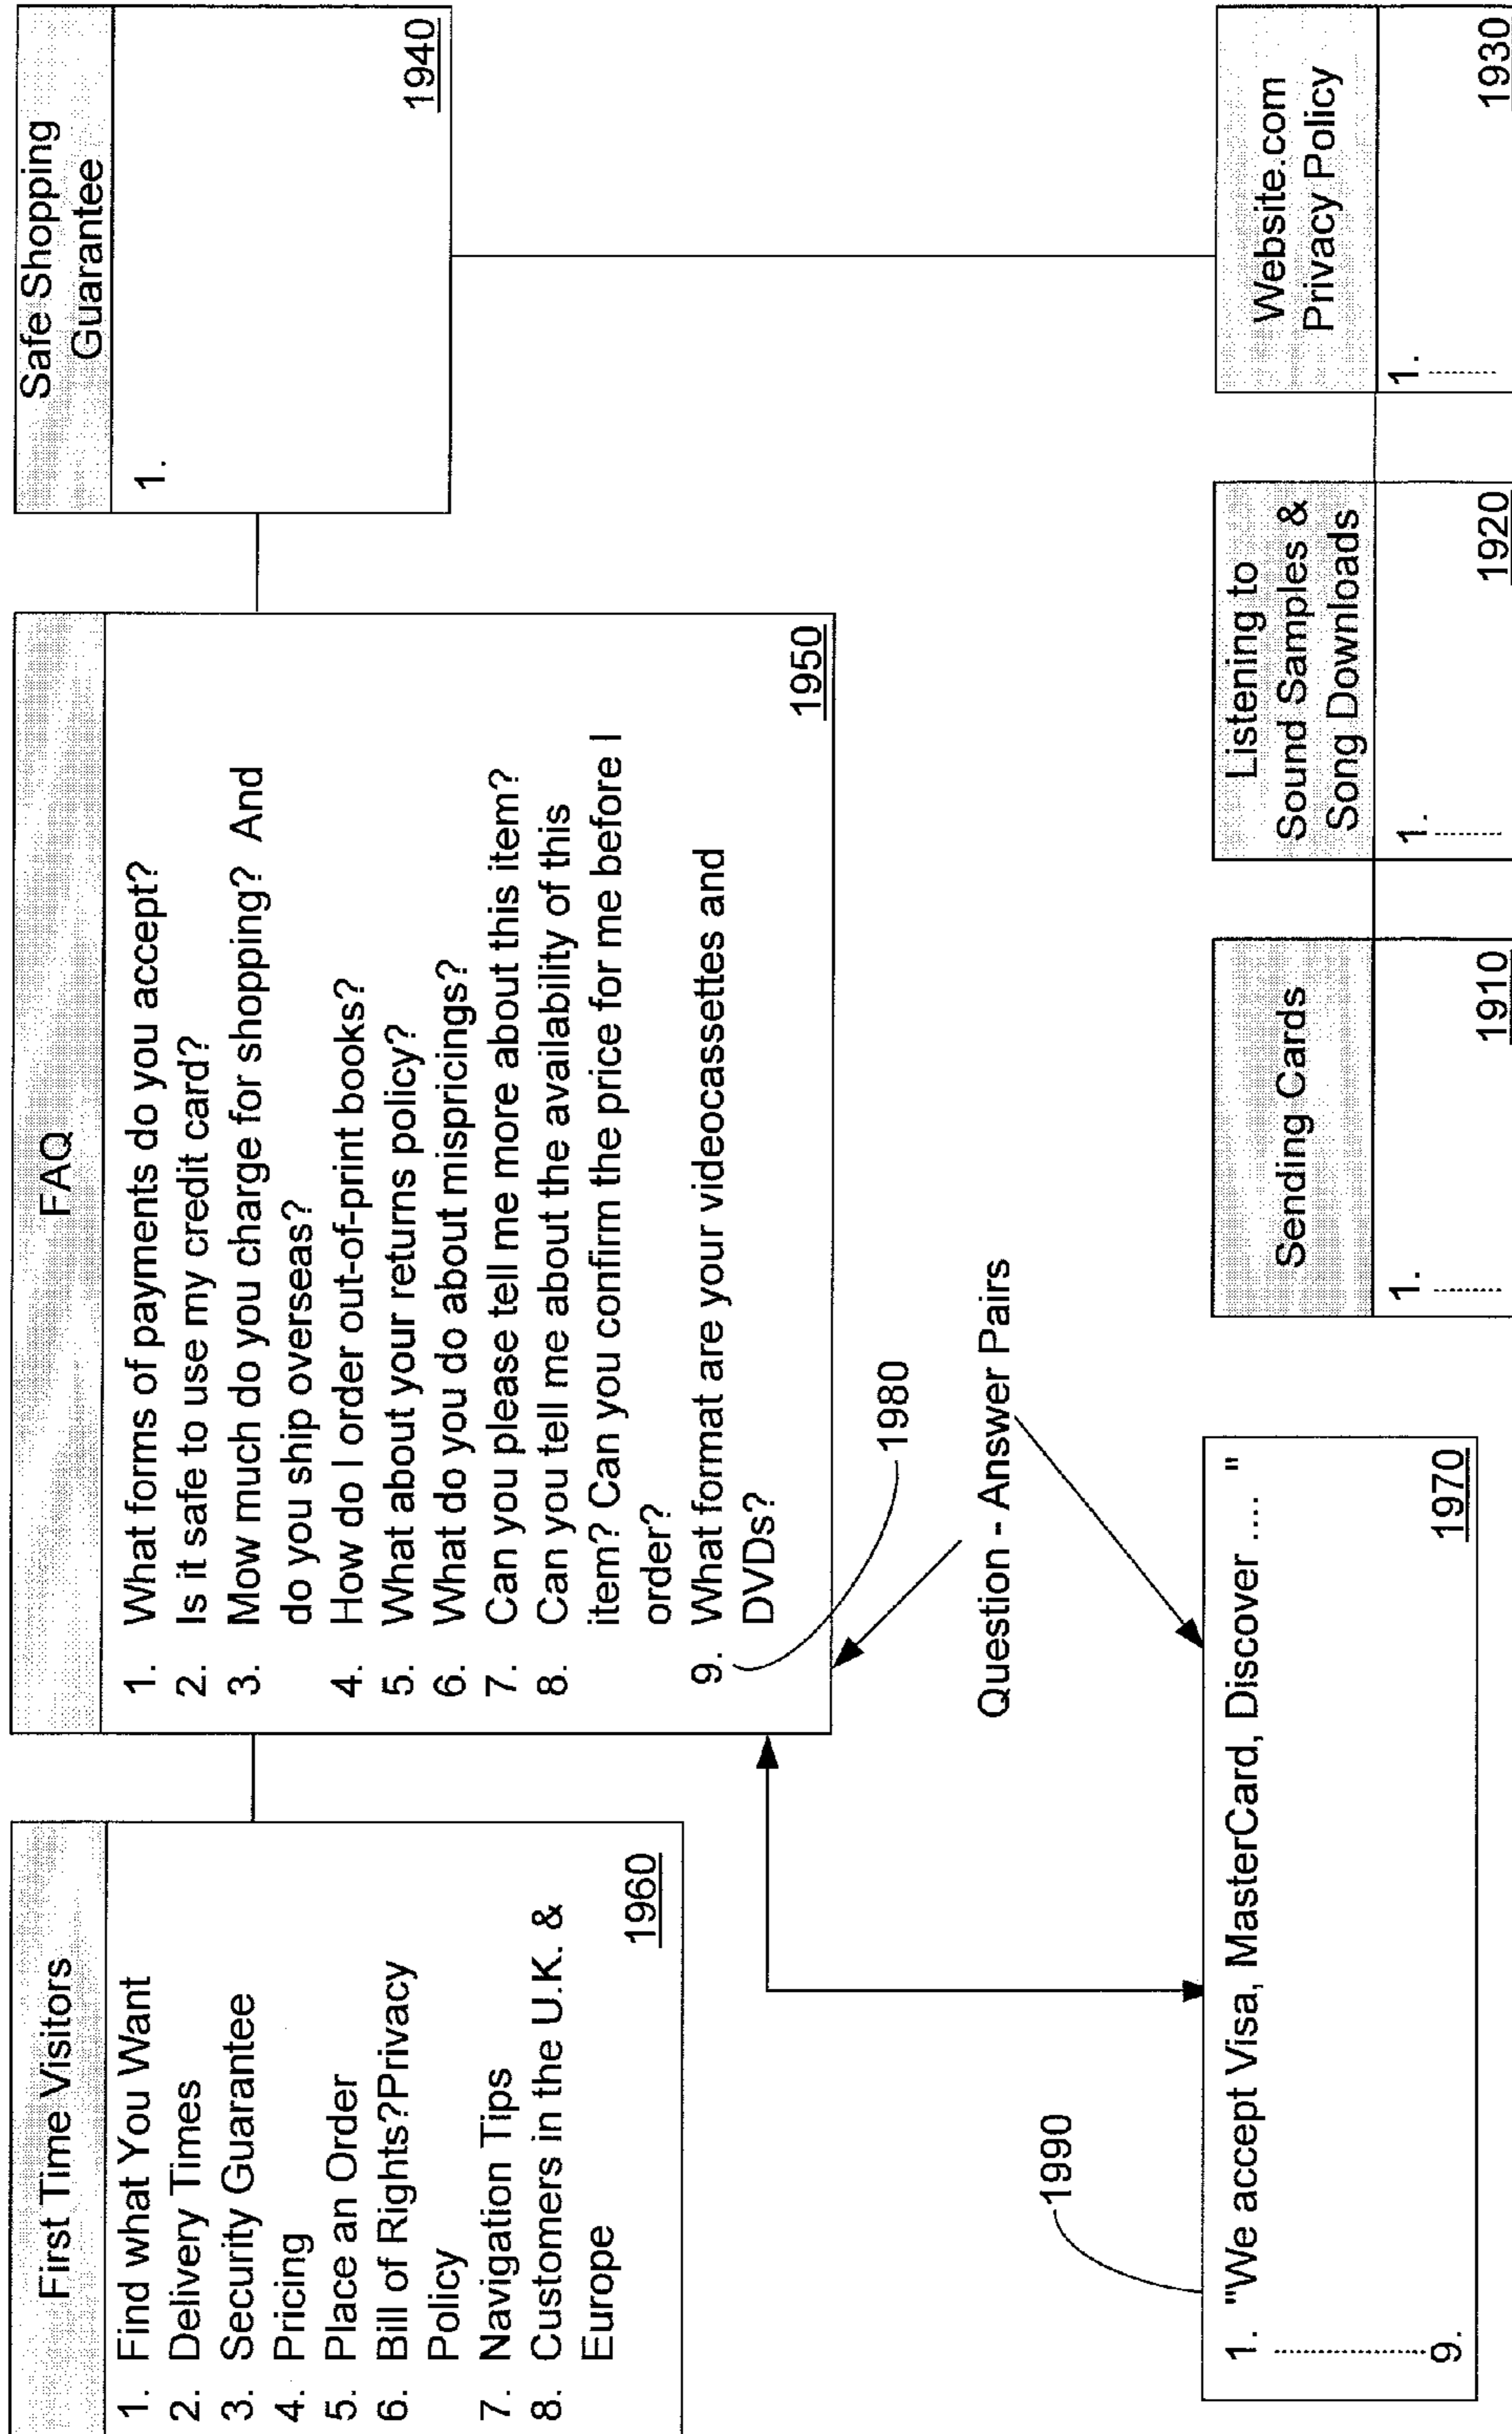 First Time Visitors
1. Find what You Want
2. Delivery Times
3. Security Guarantee
4. Pricing
5. Place an Order
6. Bill of Rights?Privacy
Policy
7. Navigation Tips
8. Customers in the U.K. &
Europe
1960
FAQ
1. What forms of payments do you accept?
2. Is it safe to use my credit card?
3. Mow much do you charge for shopping? And
do you ship overseas?
4. How do I order out-of-print books?
5. What about your returns policy?
6. What do you do about mispricings?
7. Can you please tell me more about this item?
8. Can you tell me about the availability of this
item? Can you confirm the price for me before I
order?
9. What format are your videocassettes and
DVDs?
1950
Safe Shopping
Guarantee
1.
1940
1980
Question - Answer Pairs
1990
1. "We accept Visa, MasterCard, Discover .... "
9.
1970
Sending Cards
1.
1910
Listening to
Sound Samples &
Song Downloads
1.
1920
Website.com
Privacy Policy
1.
1930